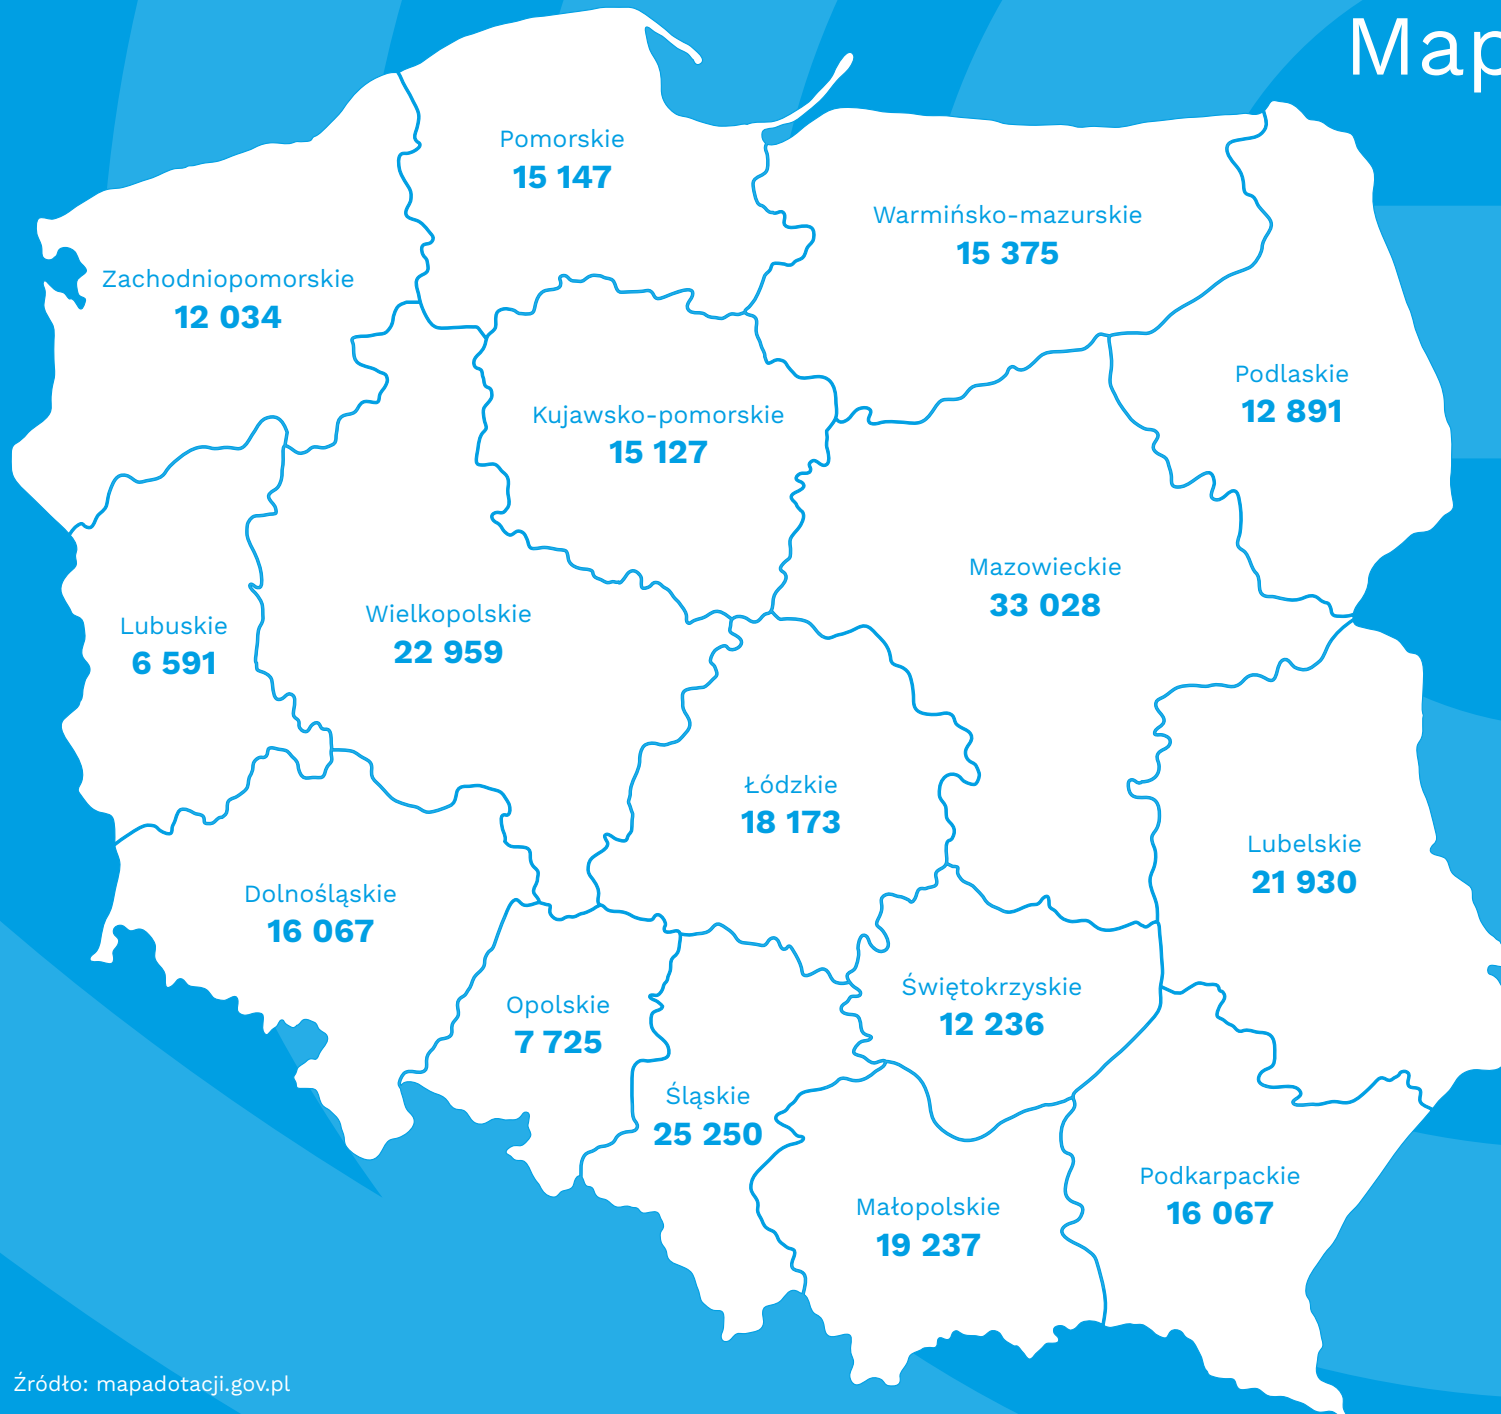 Map
Pomorskie
15 147
Warmińsko-mazurskie
15 375
Zachodniopomorskie
12 034
Podlaskie
12 891
Kujawsko-pomorskie
15 127
Mazowieckie
33 028
Wielkopolskie
22 959
Lubuskie
6 591
Łódzkie
18 173
Lubelskie
21 930
Dolnośląskie
16 067
Świętokrzyskie
12 236
Opolskie
7 725
Śląskie
25 250
Podkarpackie
16 067
Małopolskie
19 237
Źródło: mapadotacji.gov.pl